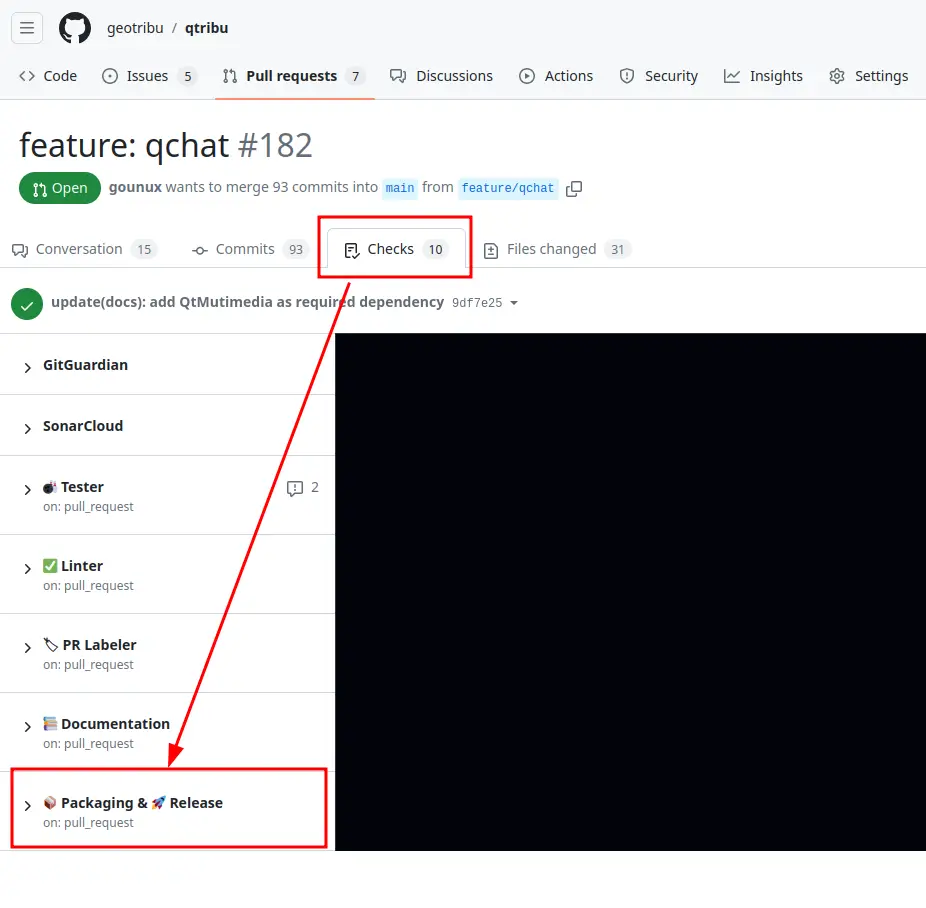 geotribu / qtribu
Code Issues 5 Pull requests 7 Discussions Actions Security Insights Settings
feature: qchat #182
Open gounux wants to merge 93 commits into main from feature/qchat
Conversation 15 Commits 93 Checks 10 Files changed 31
update(docs): add QtMutimedia as required dependency 9df7e25
GitGuardian
SonarCloud
Tester 2
on: pull_request
Linter
on: pull_request
PR Labeler
on: pull_request
Documentation
on: pull_request
Packaging & 🚀 Release
on: pull_request